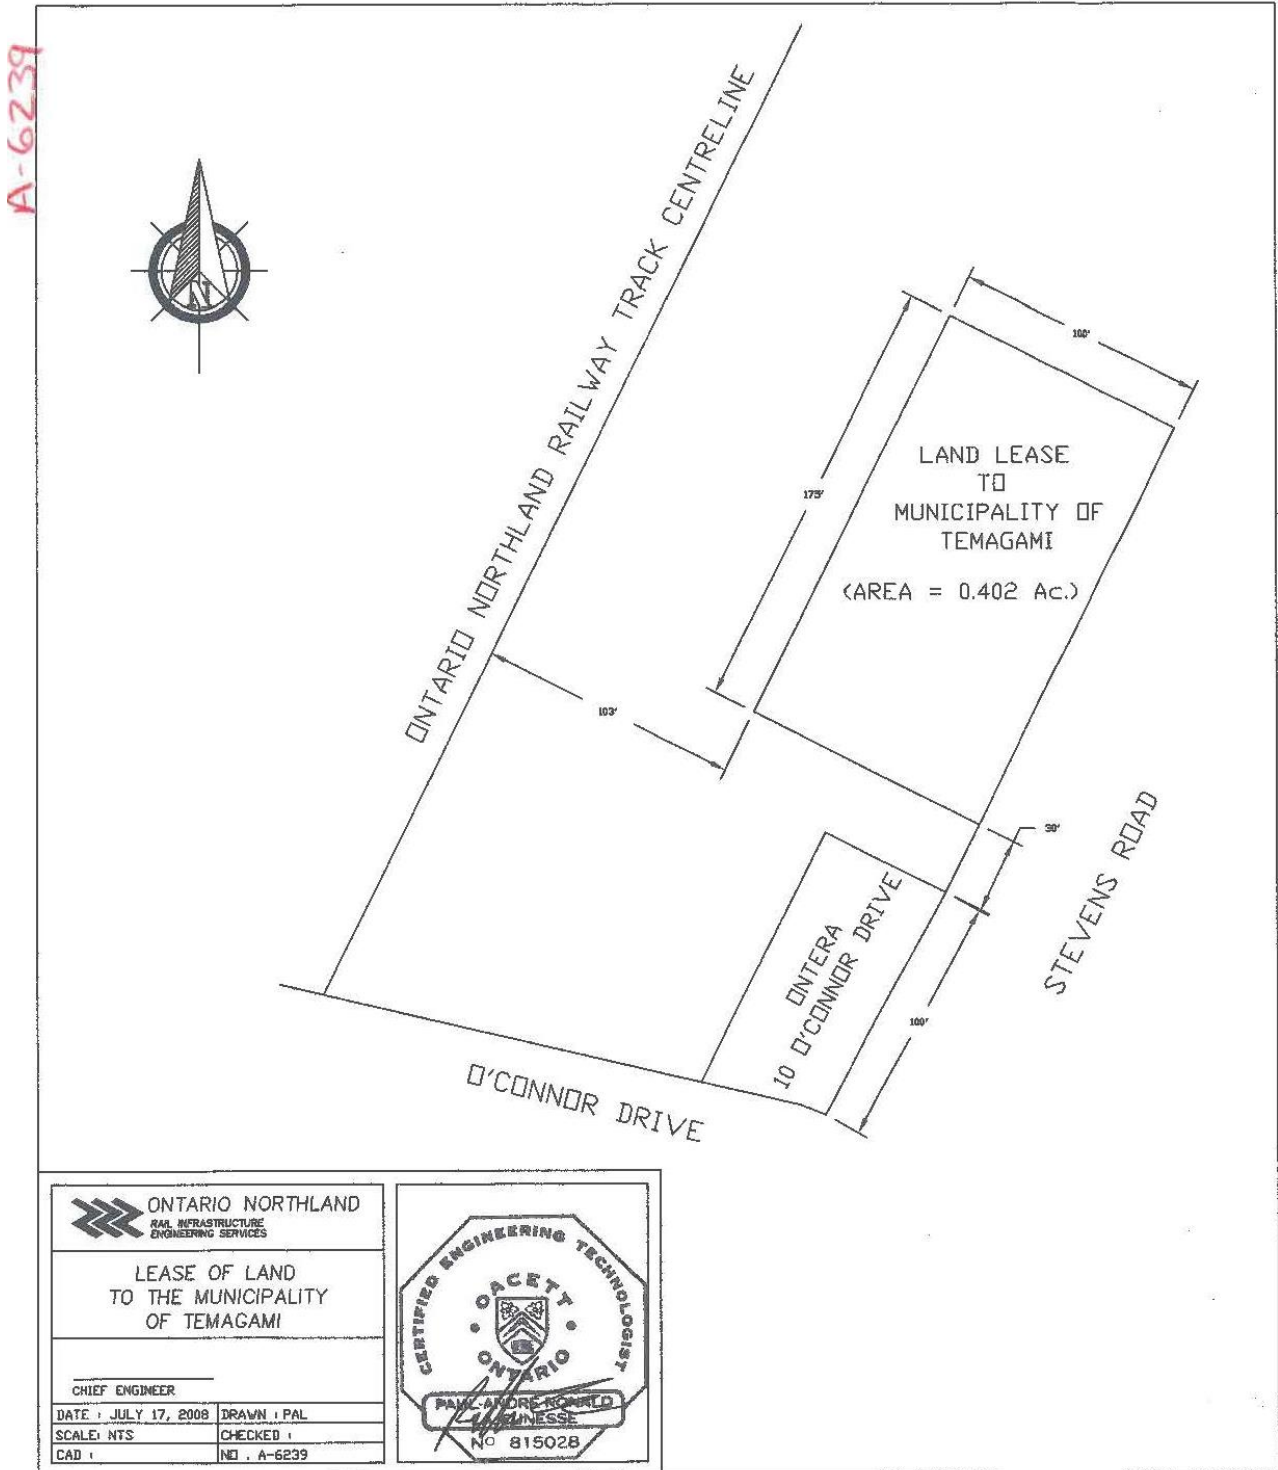 A-6239
ONTARIO NORTHLAND RAILWAY TRACK CENTRELINE
N
100'
175'
LAND LEASE
TO
MUNICIPALITY OF
TEMAGAMI
(AREA = 0.402 Ac.)
103'
30'
STEVENS ROAD
ONTERA
10 O'CONNOR DRIVE
100'
O'CONNOR DRIVE
ONTARIO NORTHLAND
RAIL INFRASTRUCTURE
ENGINEERING SERVICES
LEASE OF LAND
TO THE MUNICIPALITY
OF TEMAGAMI
CHIEF ENGINEER
DATE : JULY 17, 2008 DRAWN : PAL
SCALE: NTS CHECKED :
CAD : NO . A-6239
CERTIFIED ENGINEERING TECHNOLOGIST
OACETT
ONTARIO
PAUL-ANDRE RONALD
No 815028